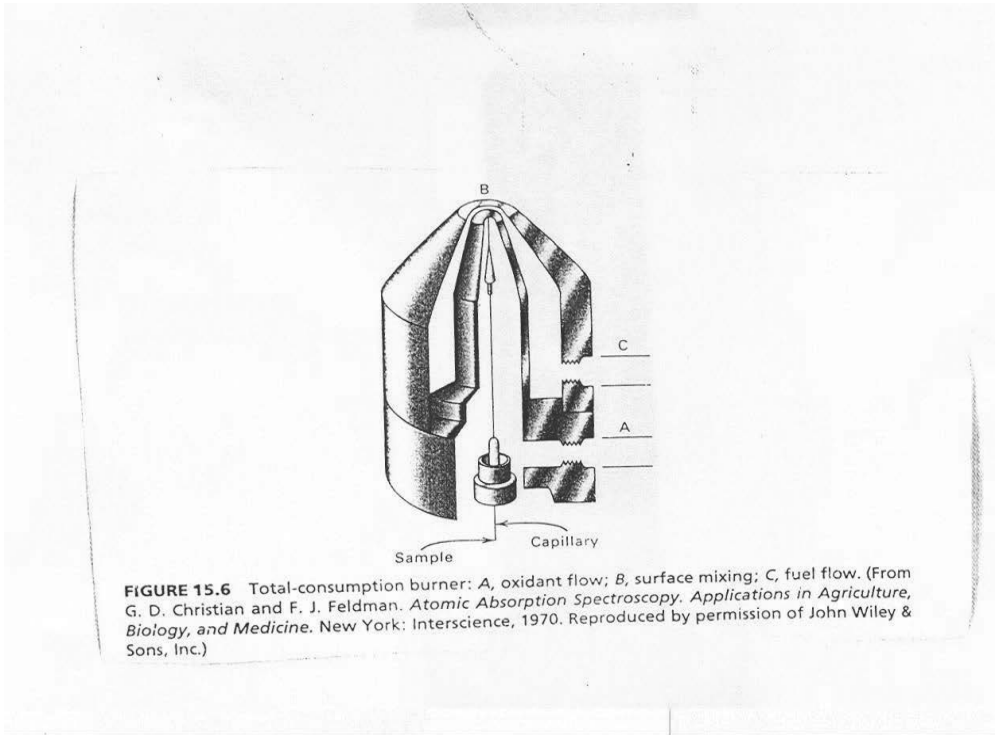 B
C
A
Sample
Capillary
FIGURE 15.6 Total-consumption burner: A, oxidant flow; B, surface mixing; C, fuel flow. (From
G. D. Christian and F. J. Feldman. Atomic Absorption Spectroscopy. Applications in Agriculture,
Biology, and Medicine. New York: Interscience, 1970. Reproduced by permission of John Wiley &
Sons, Inc.)